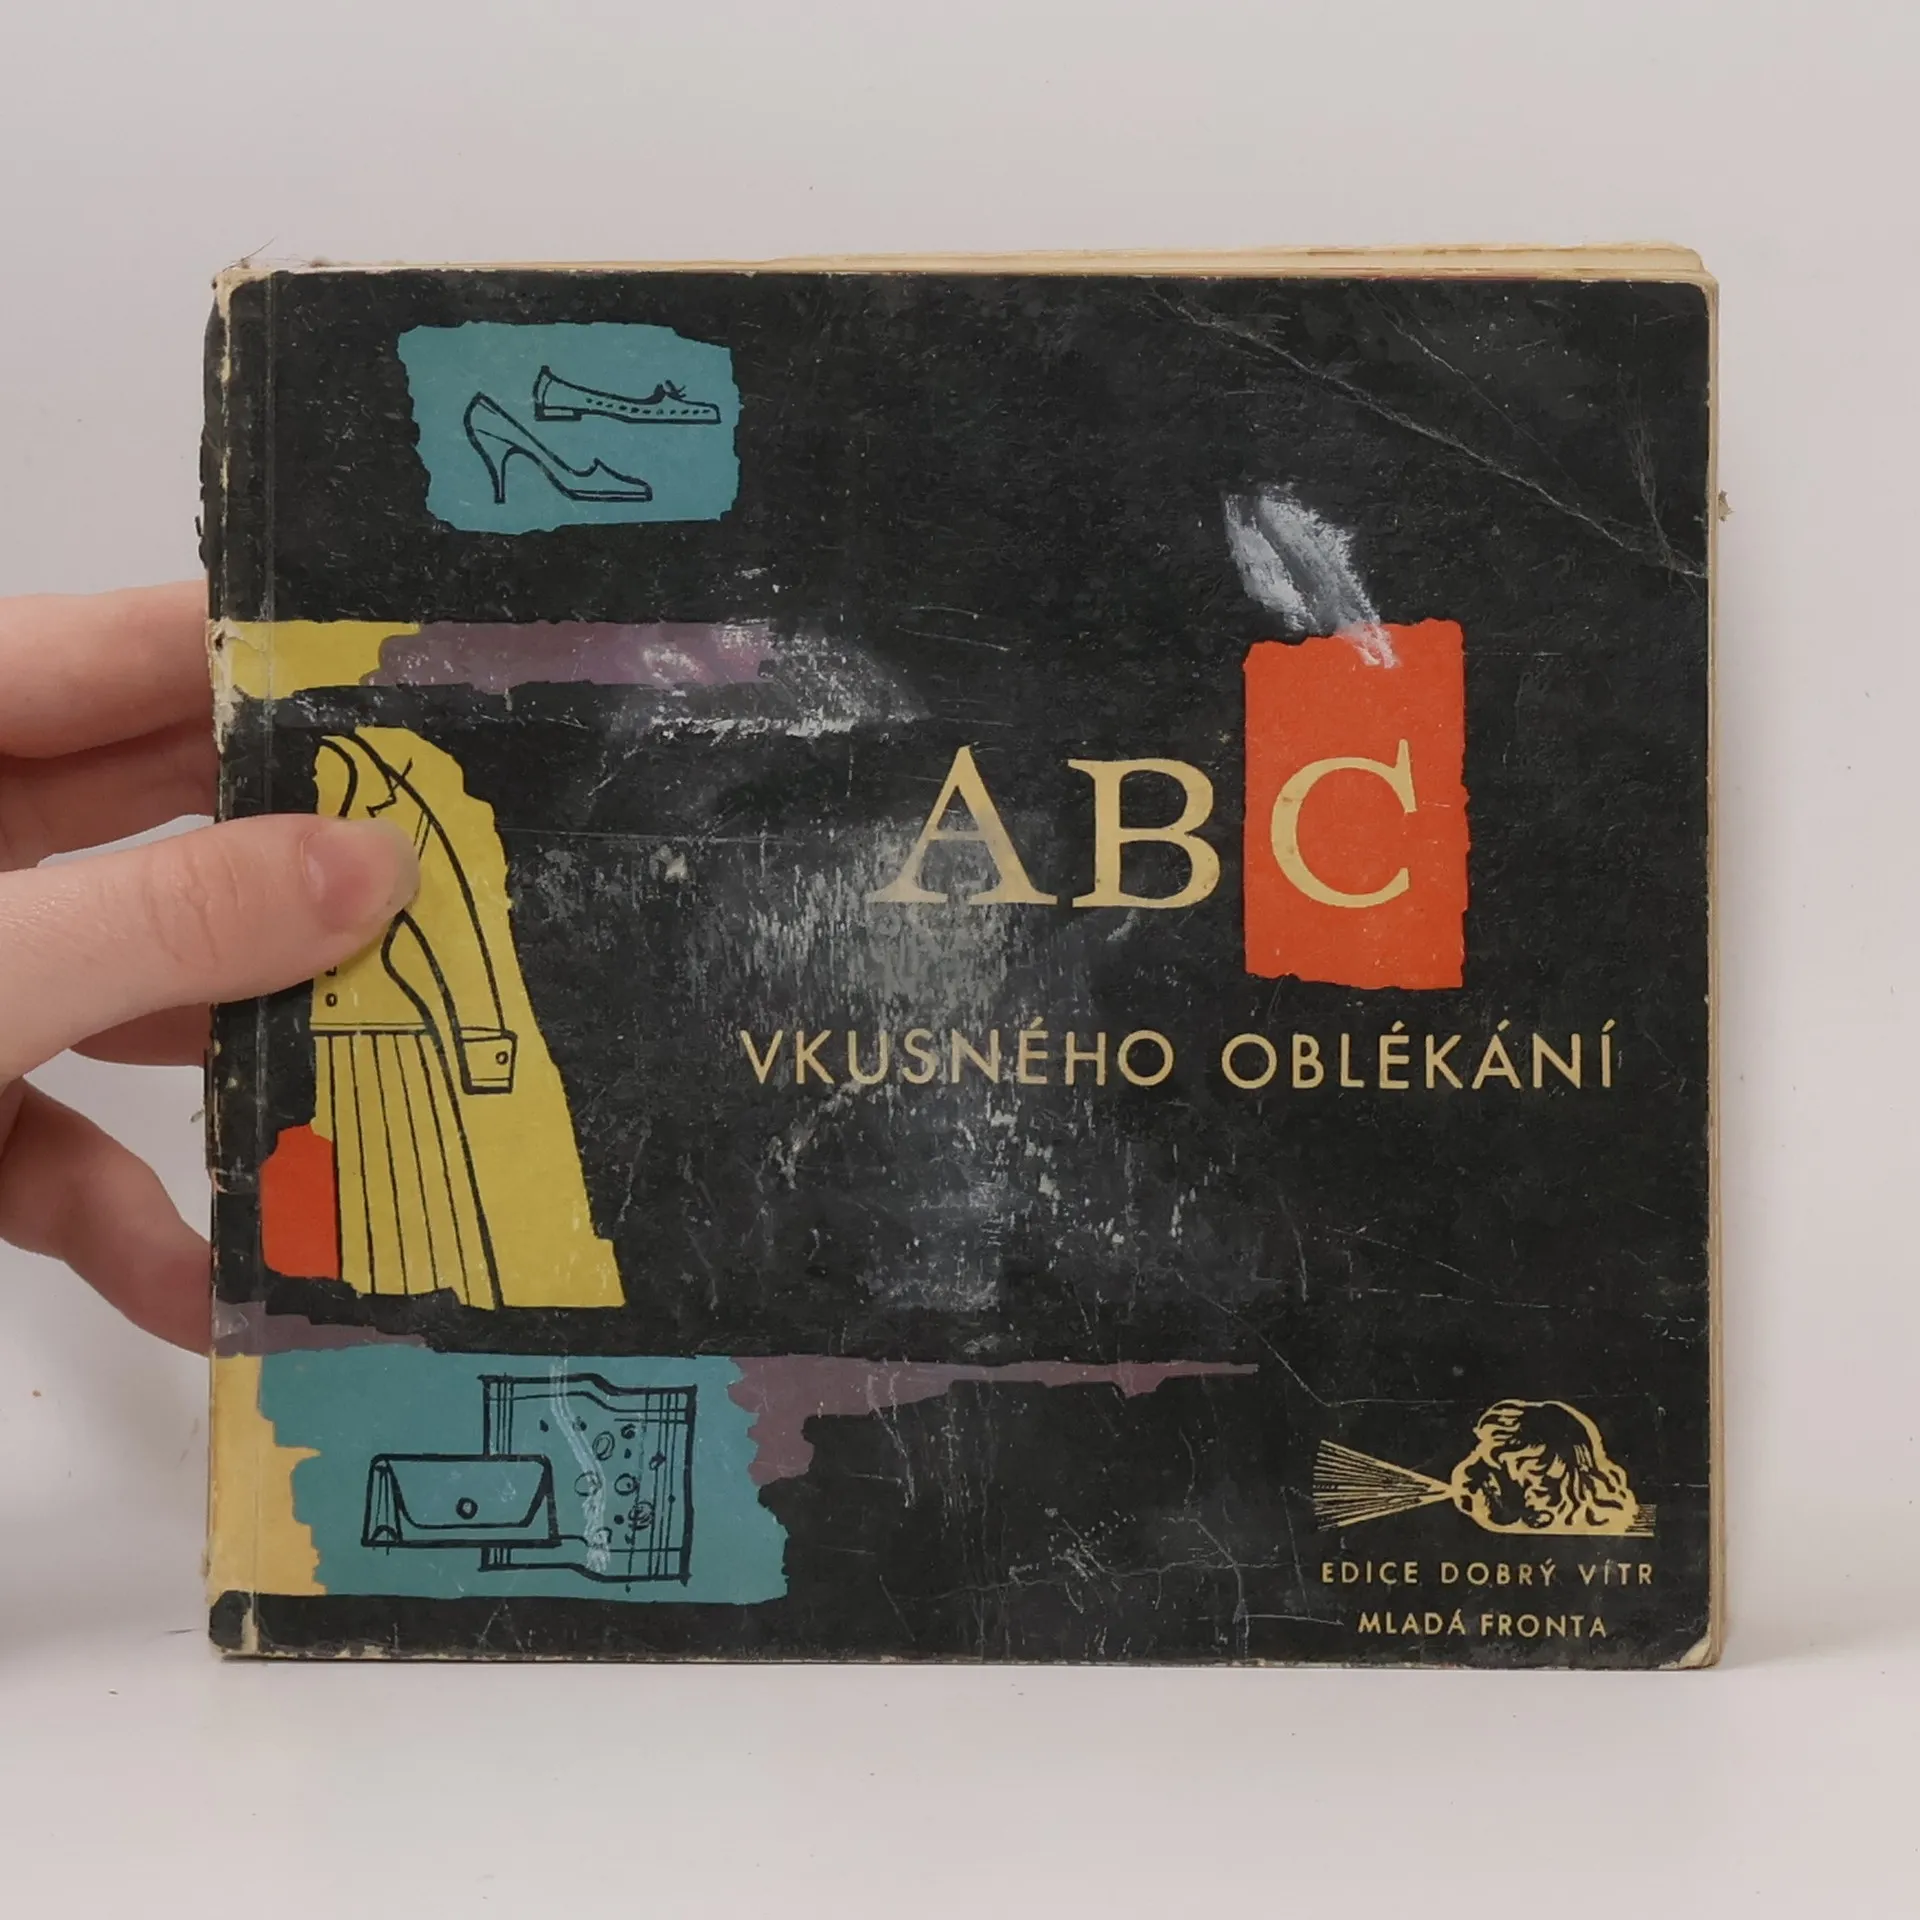 ABC
VKUSNÉHO OBLÉKÁNÍ
EDICE DOBRÝ VÍTR
MLADÁ FRONTA